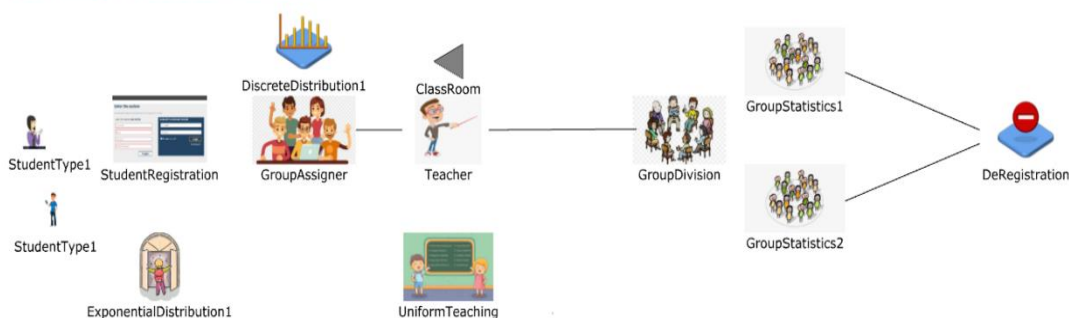 DiscreteDistribution1
ClassRoom
GroupStatistics1
StudentType1
StudentRegistration
GroupAssigner
Teacher
GroupDivision
DeRegistration
StudentType1
GroupStatistics2
ExponentialDistribution1
UniformTeaching